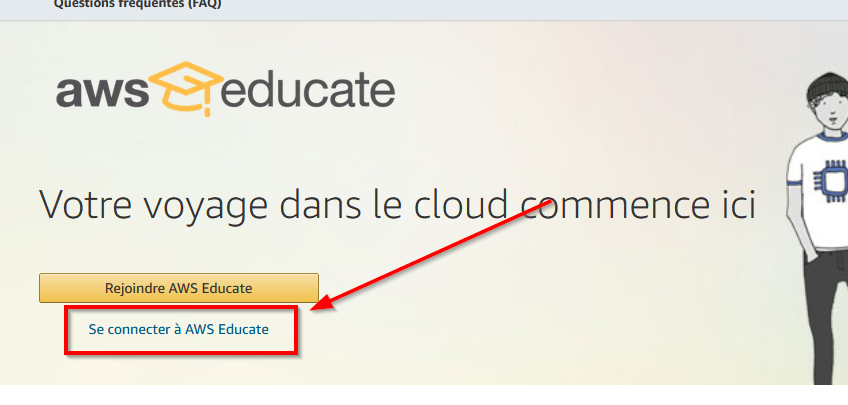 Questions fréquentes (FAQ)
aws educate
Votre voyage dans le cloud commence ici
Rejoindre AWS Educate
Se connecter à AWS Educate